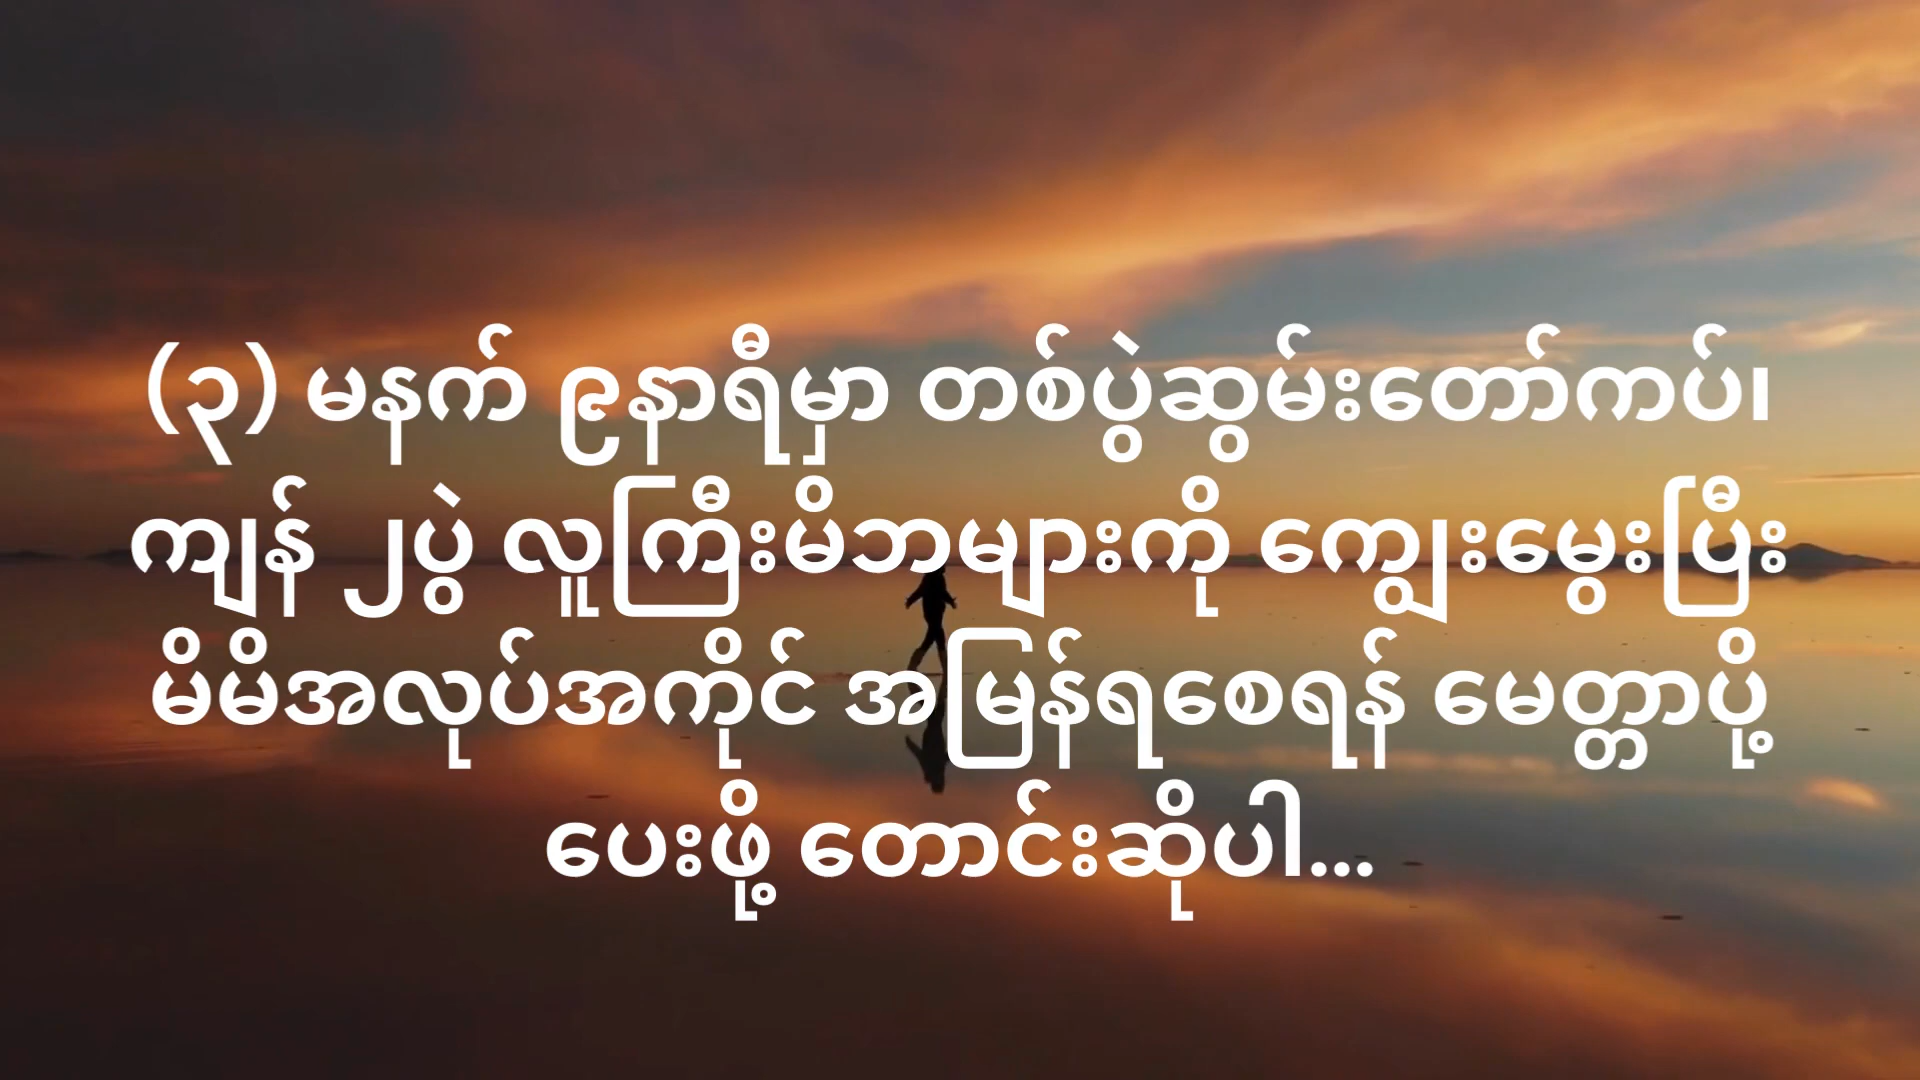 (၃) မနက် ၉နာရီမှာ တစ်ပွဲဆွမ်းတော်ကပ်၊
ကျန် ၂ပွဲ လူကြီးမိဘများကို ကျွေးမွေးပြီး
မိမိအလုပ်အကိုင် အမြန်ရစေရန် မေတ္တာပို့
ပေးဖို့ တောင်းဆိုပါ...